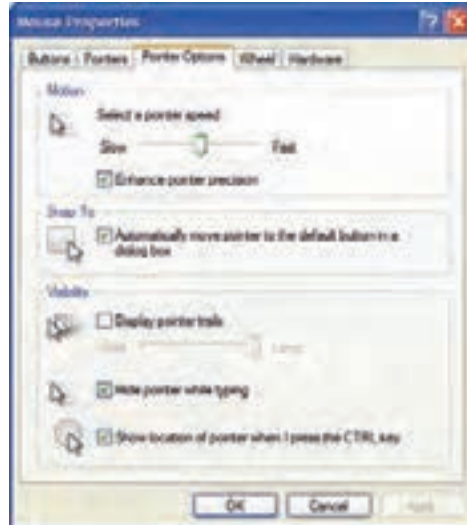 Mouse Properties
Buttons Pointers Pointer Options Wheel Hardware
Motion
Select a pointer speed
Slow Fast
Enhance pointer precision
Snap To
Automatically move pointer to the default button in a
dialog box
Visibility
Display pointer trails
Long
Hide pointer while typing
Show location of pointer when I press the CTRL key
OK Cancel Apply